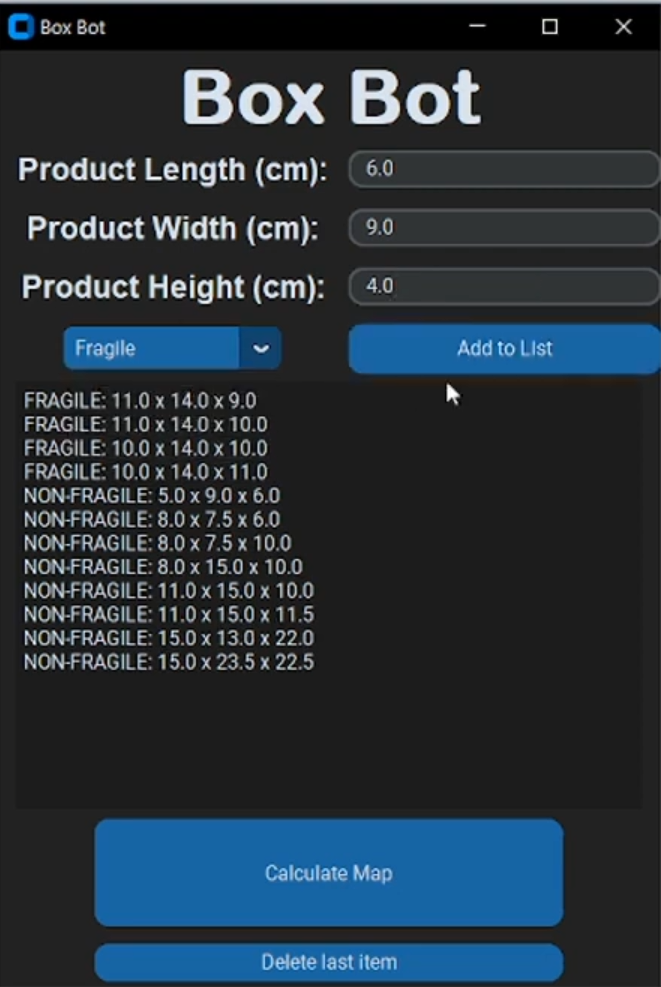 Box Bot
Box Bot
Product Length (cm): 6.0
Product Width (cm): 9.0
Product Height (cm): 4.0
Fragile Add to List
FRAGILE: 11.0 x 14.0 x 9.0
FRAGILE: 11.0 x 14.0 x 10.0
FRAGILE: 10.0 x 14.0 x 10.0
FRAGILE: 10.0 x 14.0 x 11.0
NON-FRAGILE: 5.0 x 9.0 x 6.0
NON-FRAGILE: 8.0 x 7.5 x 6.0
NON-FRAGILE: 8.0 x 7.5 x 10.0
NON-FRAGILE: 8.0 x 15.0 x 10.0
NON-FRAGILE: 11.0 x 15.0 x 10.0
NON-FRAGILE: 11.0 x 15.0 x 11.5
NON-FRAGILE: 15.0 x 13.0 x 22.0
NON-FRAGILE: 15.0 x 23.5 x 22.5
Calculate Map
Delete last item